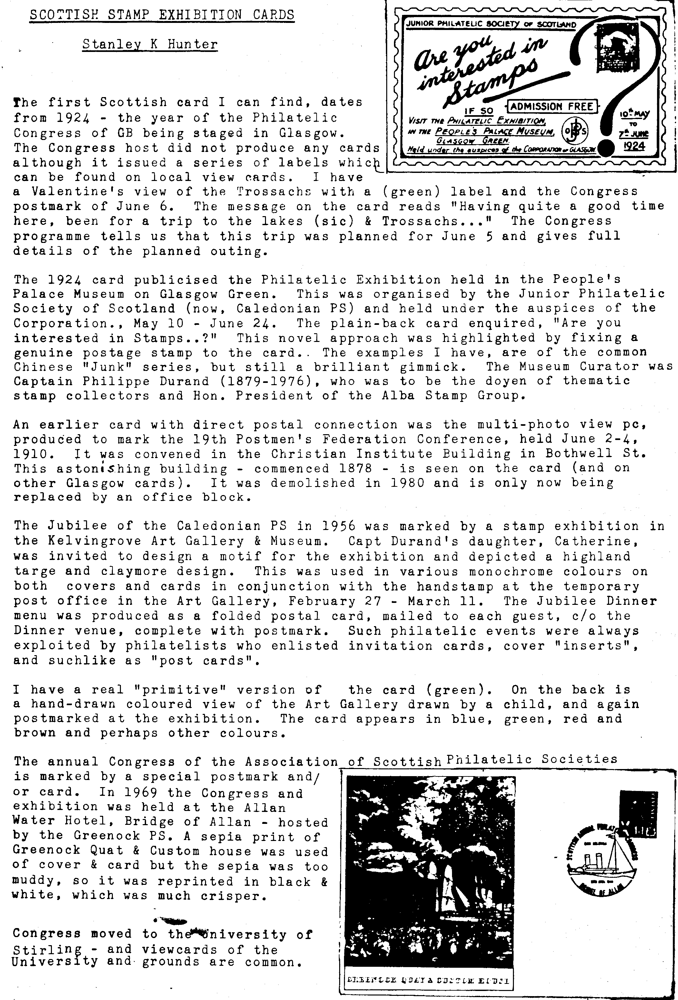 SCOTTISH STAMP EXHIBITION CARDS
Stanley K Hunter
JUNIOR PHILATELIC SOCIETY OF SCOTLAND
Are you
interested in
Stamps
IF SO
ADMISSION FREE
VISIT THE PHILATELIC EXHIBITION,
IN THE PEOPLE'S PALACE MUSEUM,
GLASGOW GREEN.
Held under the auspices of the CORPORATION OF GLASGOW.
JPS OS
10th MAY
TO
7th JUNE
1924
The first Scottish card I can find, dates
from 1924 - the year of the Philatelic
Congress of GB being staged in Glasgow.
The Congress host did not produce any cards
although it issued a series of labels which
can be found on local view cards. I have
a Valentine's view of the Trossachs with a (green) label and the Congress
postmark of June 6. The message on the card reads "Having quite a good time
here, been for a trip to the lakes (sic) & Trossachs..." The Congress
programme tells us that this trip was planned for June 5 and gives full
details of the planned outing.
The 1924 card publicised the Philatelic Exhibition held in the People's
Palace Museum on Glasgow Green. This was organised by the Junior Philatelic
Society of Scotland (now, Caledonian PS) and held under the auspices of the
Corporation., May 10 - June 24. The plain-back card enquired, "Are you
interested in Stamps..?" This novel approach was highlighted by fixing a
genuine postage stamp to the card.. The examples I have, are of the common
Chinese "Junk" series, but still a brilliant gimmick. The Museum Curator was
Captain Philippe Durand (1879-1976), who was to be the doyen of thematic
stamp collectors and Hon. President of the Alba Stamp Group.
An earlier card with direct postal connection was the multi-photo view pc,
produced to mark the 19th Postmen's Federation Conference, held June 2-4,
1910. It was convened in the Christian Institute Building in Bothwell St.
This astonishing building - commenced 1878 - is seen on the card (and on
other Glasgow cards). It was demolished in 1980 and is only now being
replaced by an office block.
The Jubilee of the Caledonian PS in 1956 was marked by a stamp exhibition in
the Kelvingrove Art Gallery & Museum. Capt Durand's daughter, Catherine,
was invited to design a motif for the exhibition and depicted a highland
targe and claymore design. This was used in various monochrome colours on
both covers and cards in conjunction with the handstamp at the temporary
post office in the Art Gallery, February 27 - March 11. The Jubilee Dinner
menu was produced as a folded postal card, mailed to each guest, c/o the
Dinner venue, complete with postmark. Such philatelic events were always
exploited by philatelists who enlisted invitation cards, cover "inserts",
and suchlike as "post cards".
I have a real "primitive" version of the card (green). On the back is
a hand-drawn coloured view of the Art Gallery drawn by a child, and again
postmarked at the exhibition. The card appears in blue, green, red and
brown and perhaps other colours.
The annual Congress of the Association of Scottish Philatelic Societies
is marked by a special postmark and/
or card. In 1969 the Congress and
exhibition was held at the Allan
Water Hotel, Bridge of Allan - hosted
by the Greenock PS. A sepia print of
Greenock Quat & Custom house was used
of cover & card but the sepia was too
muddy, so it was reprinted in black &
white, which was much crisper.
Congress moved to the University of
Stirling - and viewcards of the
University and grounds are common.
GREENOCK QUAY & CUSTOM HOUSE
SCOTTISH ANNUAL PHILATELIC CONGRESS
BRIDGE OF ALLAN